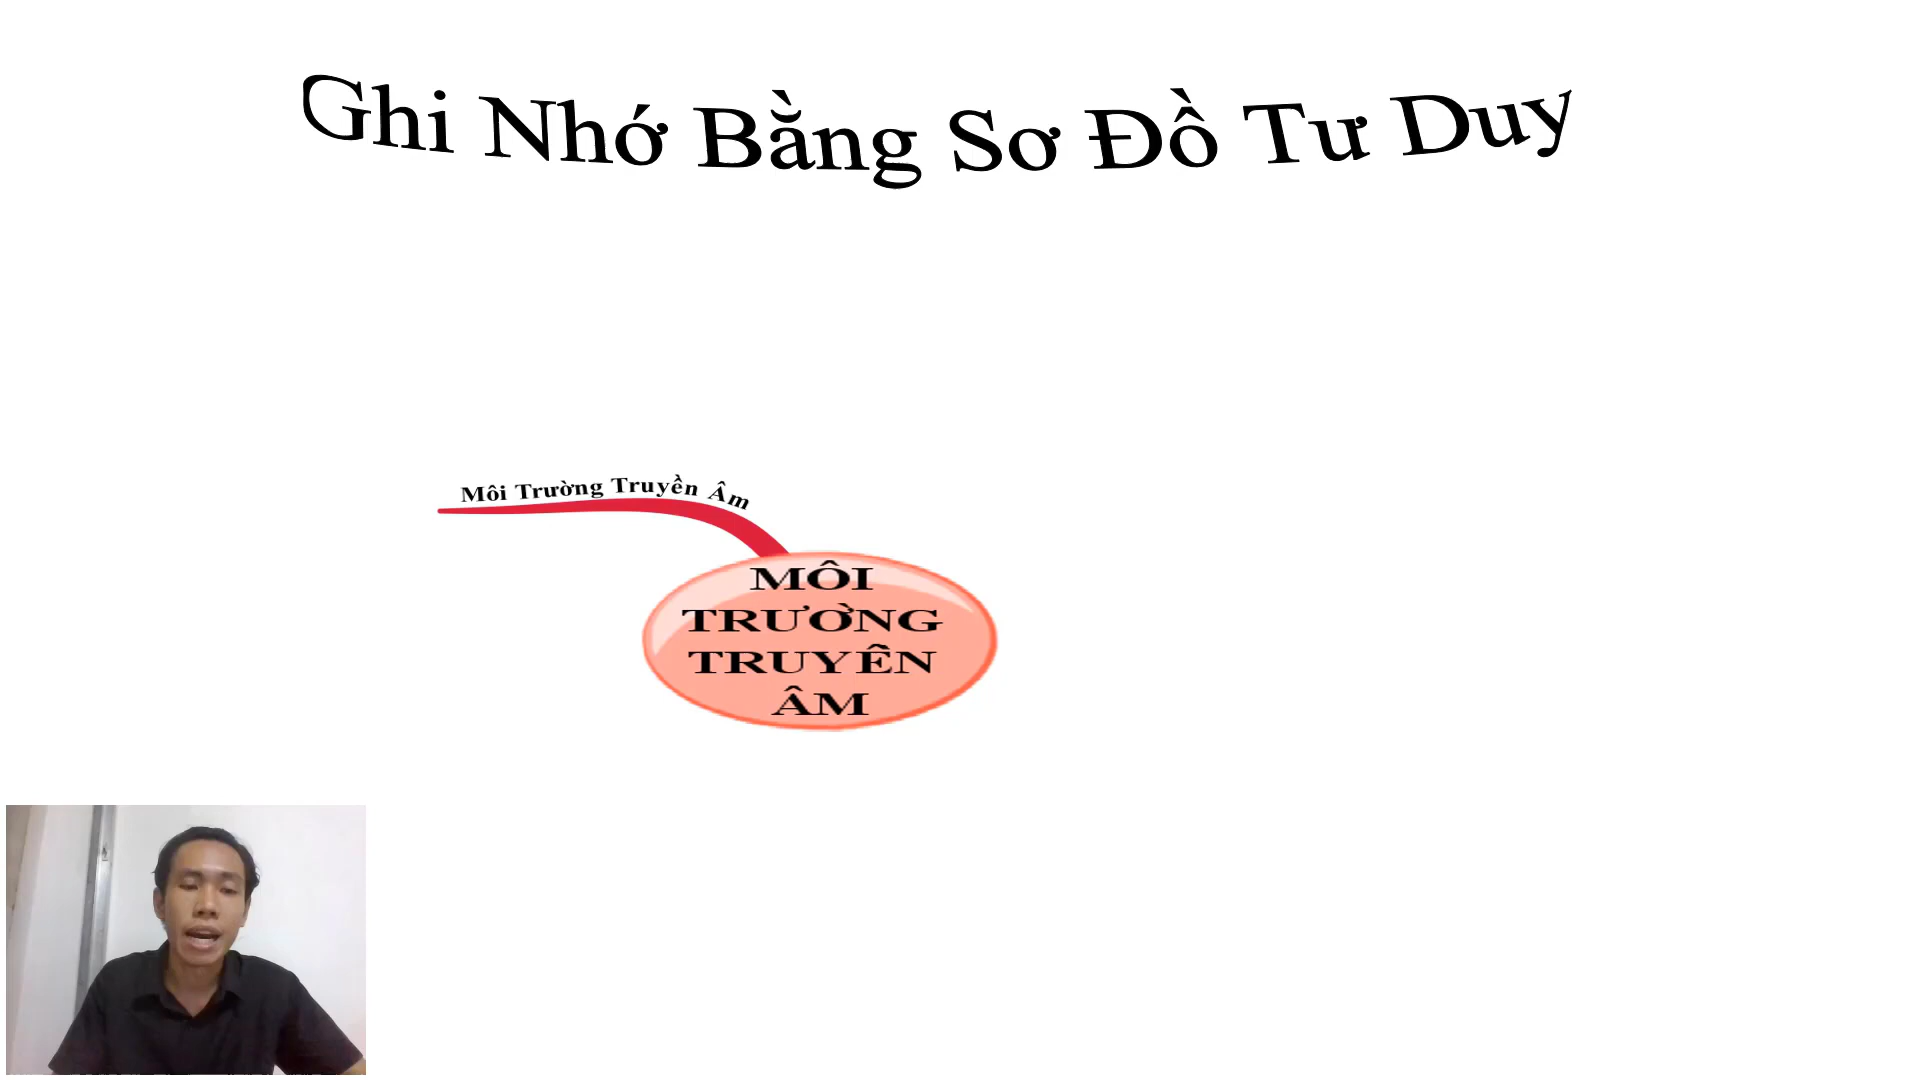 Ghi Nhớ Bằng Sơ Đồ Tư Duy
Môi Trường Truyền Âm
MÔI
TRƯỜNG
TRUYỀN
ÂM